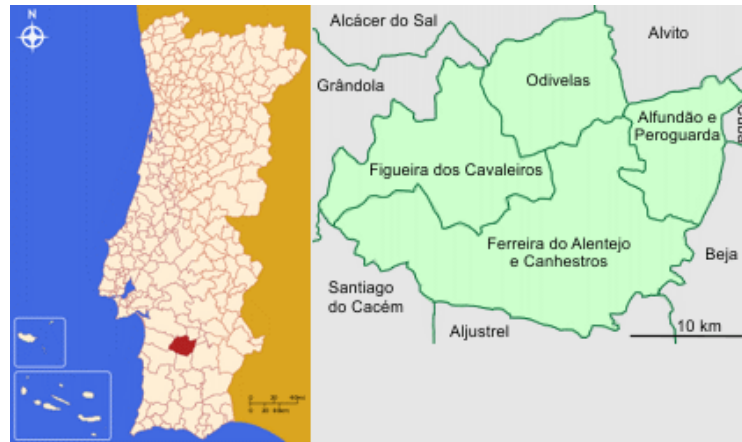 N
Alcácer do Sal
Alvito
Grândola
Odivelas
Alfundão e
Peroguarda
Cuba
Figueira dos Cavaleiros
Ferreira do Alentejo
e Canhestros
Beja
Santiago
do Cacém
Aljustrel
10 km